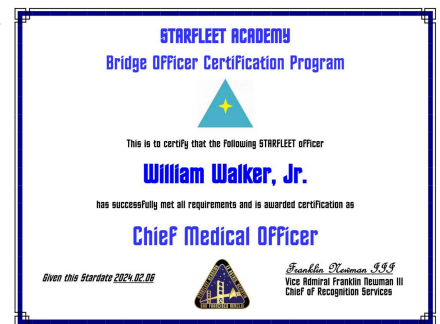 STARFLEET ACADEMY
Bridge Officer Certification Program
This is to certify that the following STARFLEET officer
William Walker, Jr.
has successfully met all requirements and is awarded certification as
Chief Medical Officer
Given this Stardate 2024.02.06
Franklin Newman III
Vice Admiral Franklin Newman III
Chief of Recognition Services